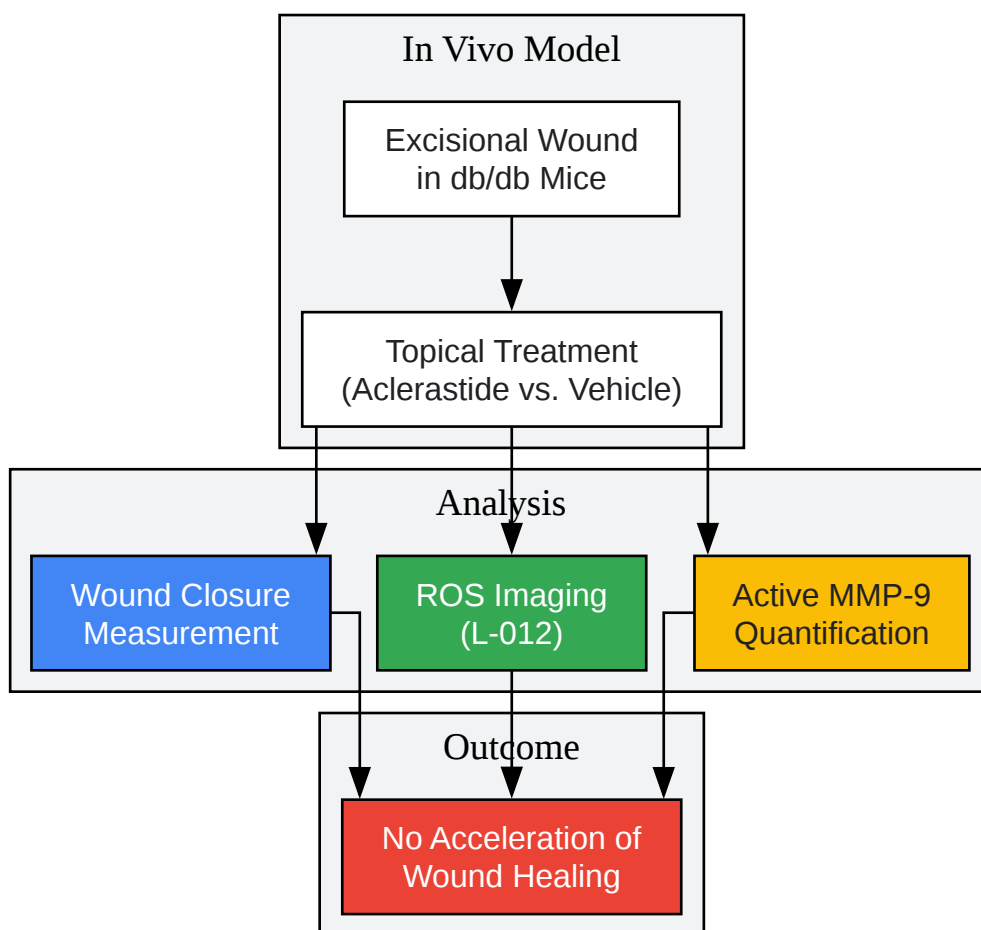 In Vivo Model
Excisional Wound
in db/db Mice
Topical Treatment
(Aclerastide vs. Vehicle)
Analysis
Wound Closure
Measurement
ROS Imaging
(L-012)
Active MMP-9
Quantification
Outcome
No Acceleration of
Wound Healing